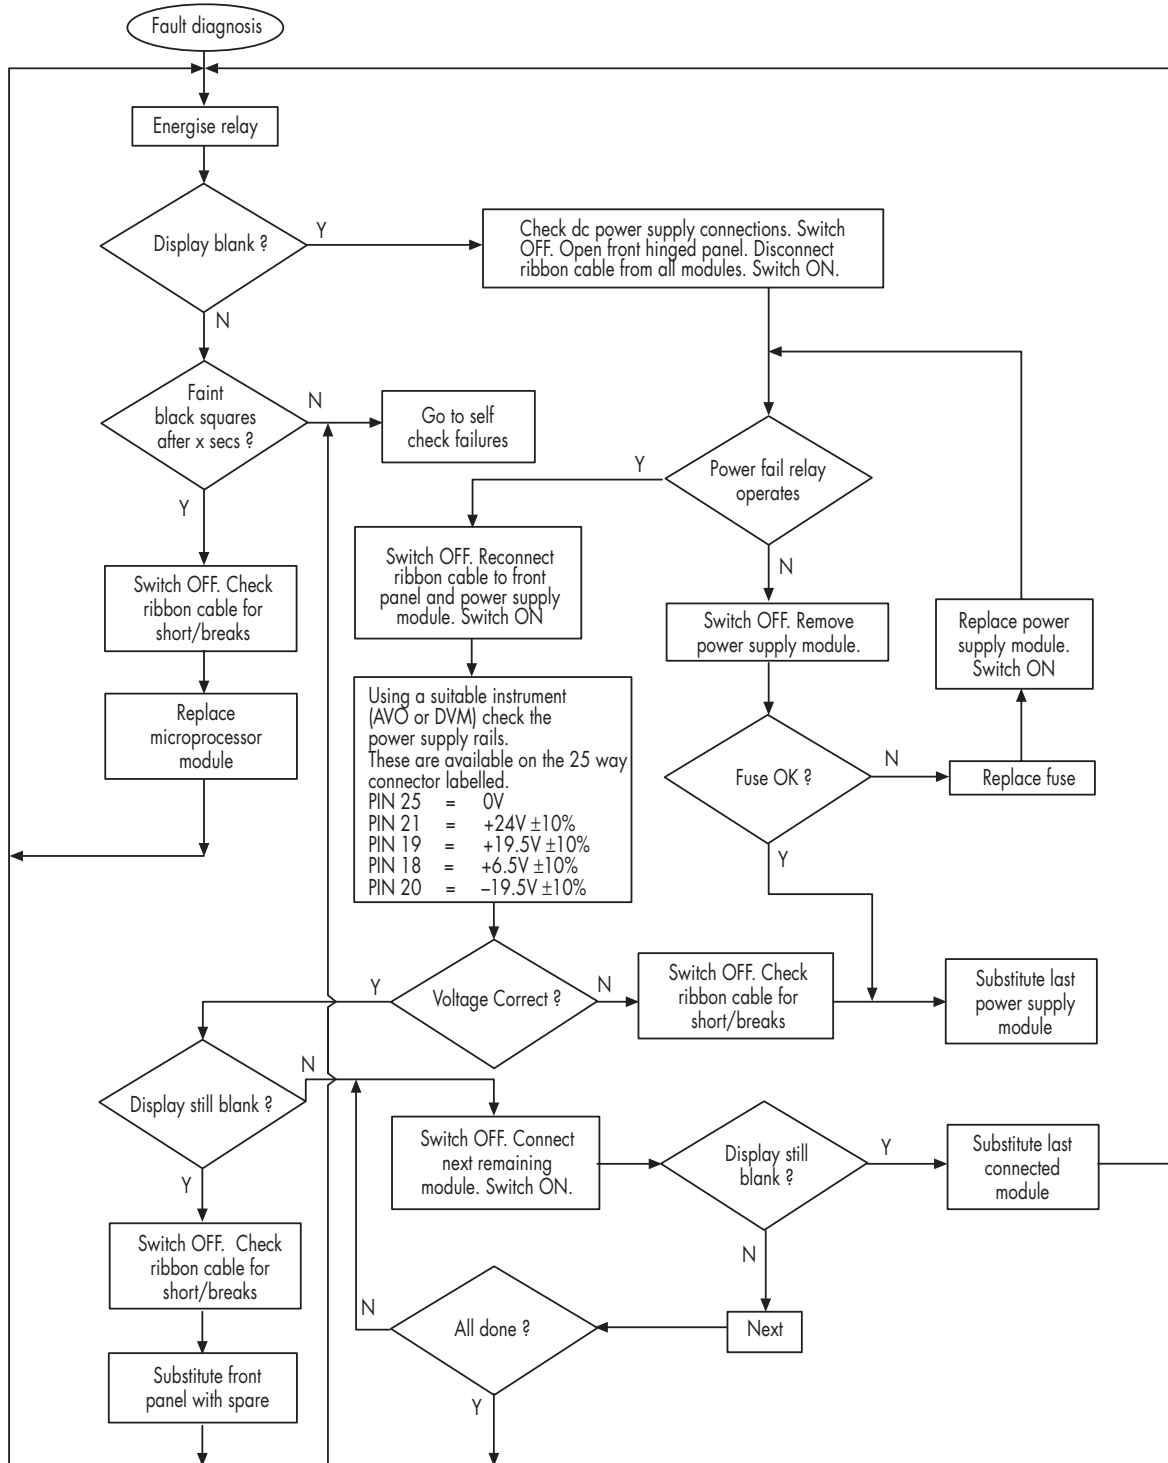 Fault diagnosis
Energise relay
Display blank ?
Y
N
Check dc power supply connections. Switch
OFF. Open front hinged panel. Disconnect
ribbon cable from all modules. Switch ON.
Faint
black squares
after x secs ?
N
Y
Go to self
check failures
Power fail relay
operates
Y
N
Switch OFF. Check
ribbon cable for
short/breaks
Replace
microprocessor
module
Switch OFF. Reconnect
ribbon cable to front
panel and power supply
module. Switch ON
Switch OFF. Remove
power supply module.
Replace power
supply module.
Switch ON
Using a suitable instrument
(AVO or DVM) check the
power supply rails.
These are available on the 25 way
connector labelled.
PIN 25 = 0V
PIN 21 = +24V ±10%
PIN 19 = +19.5V ±10%
PIN 18 = +6.5V ±10%
PIN 20 = –19.5V ±10%
Fuse OK ?
N
Y
Replace fuse
Voltage Correct ?
Y
N
Switch OFF. Check
ribbon cable for
short/breaks
Substitute last
power supply
module
Display still blank ?
N
Y
Switch OFF. Connect
next remaining
module. Switch ON.
Display still
blank ?
Y
N
Substitute last
connected
module
Switch OFF. Check
ribbon cable for
short/breaks
Next
All done ?
N
Y
Substitute front
panel with spare